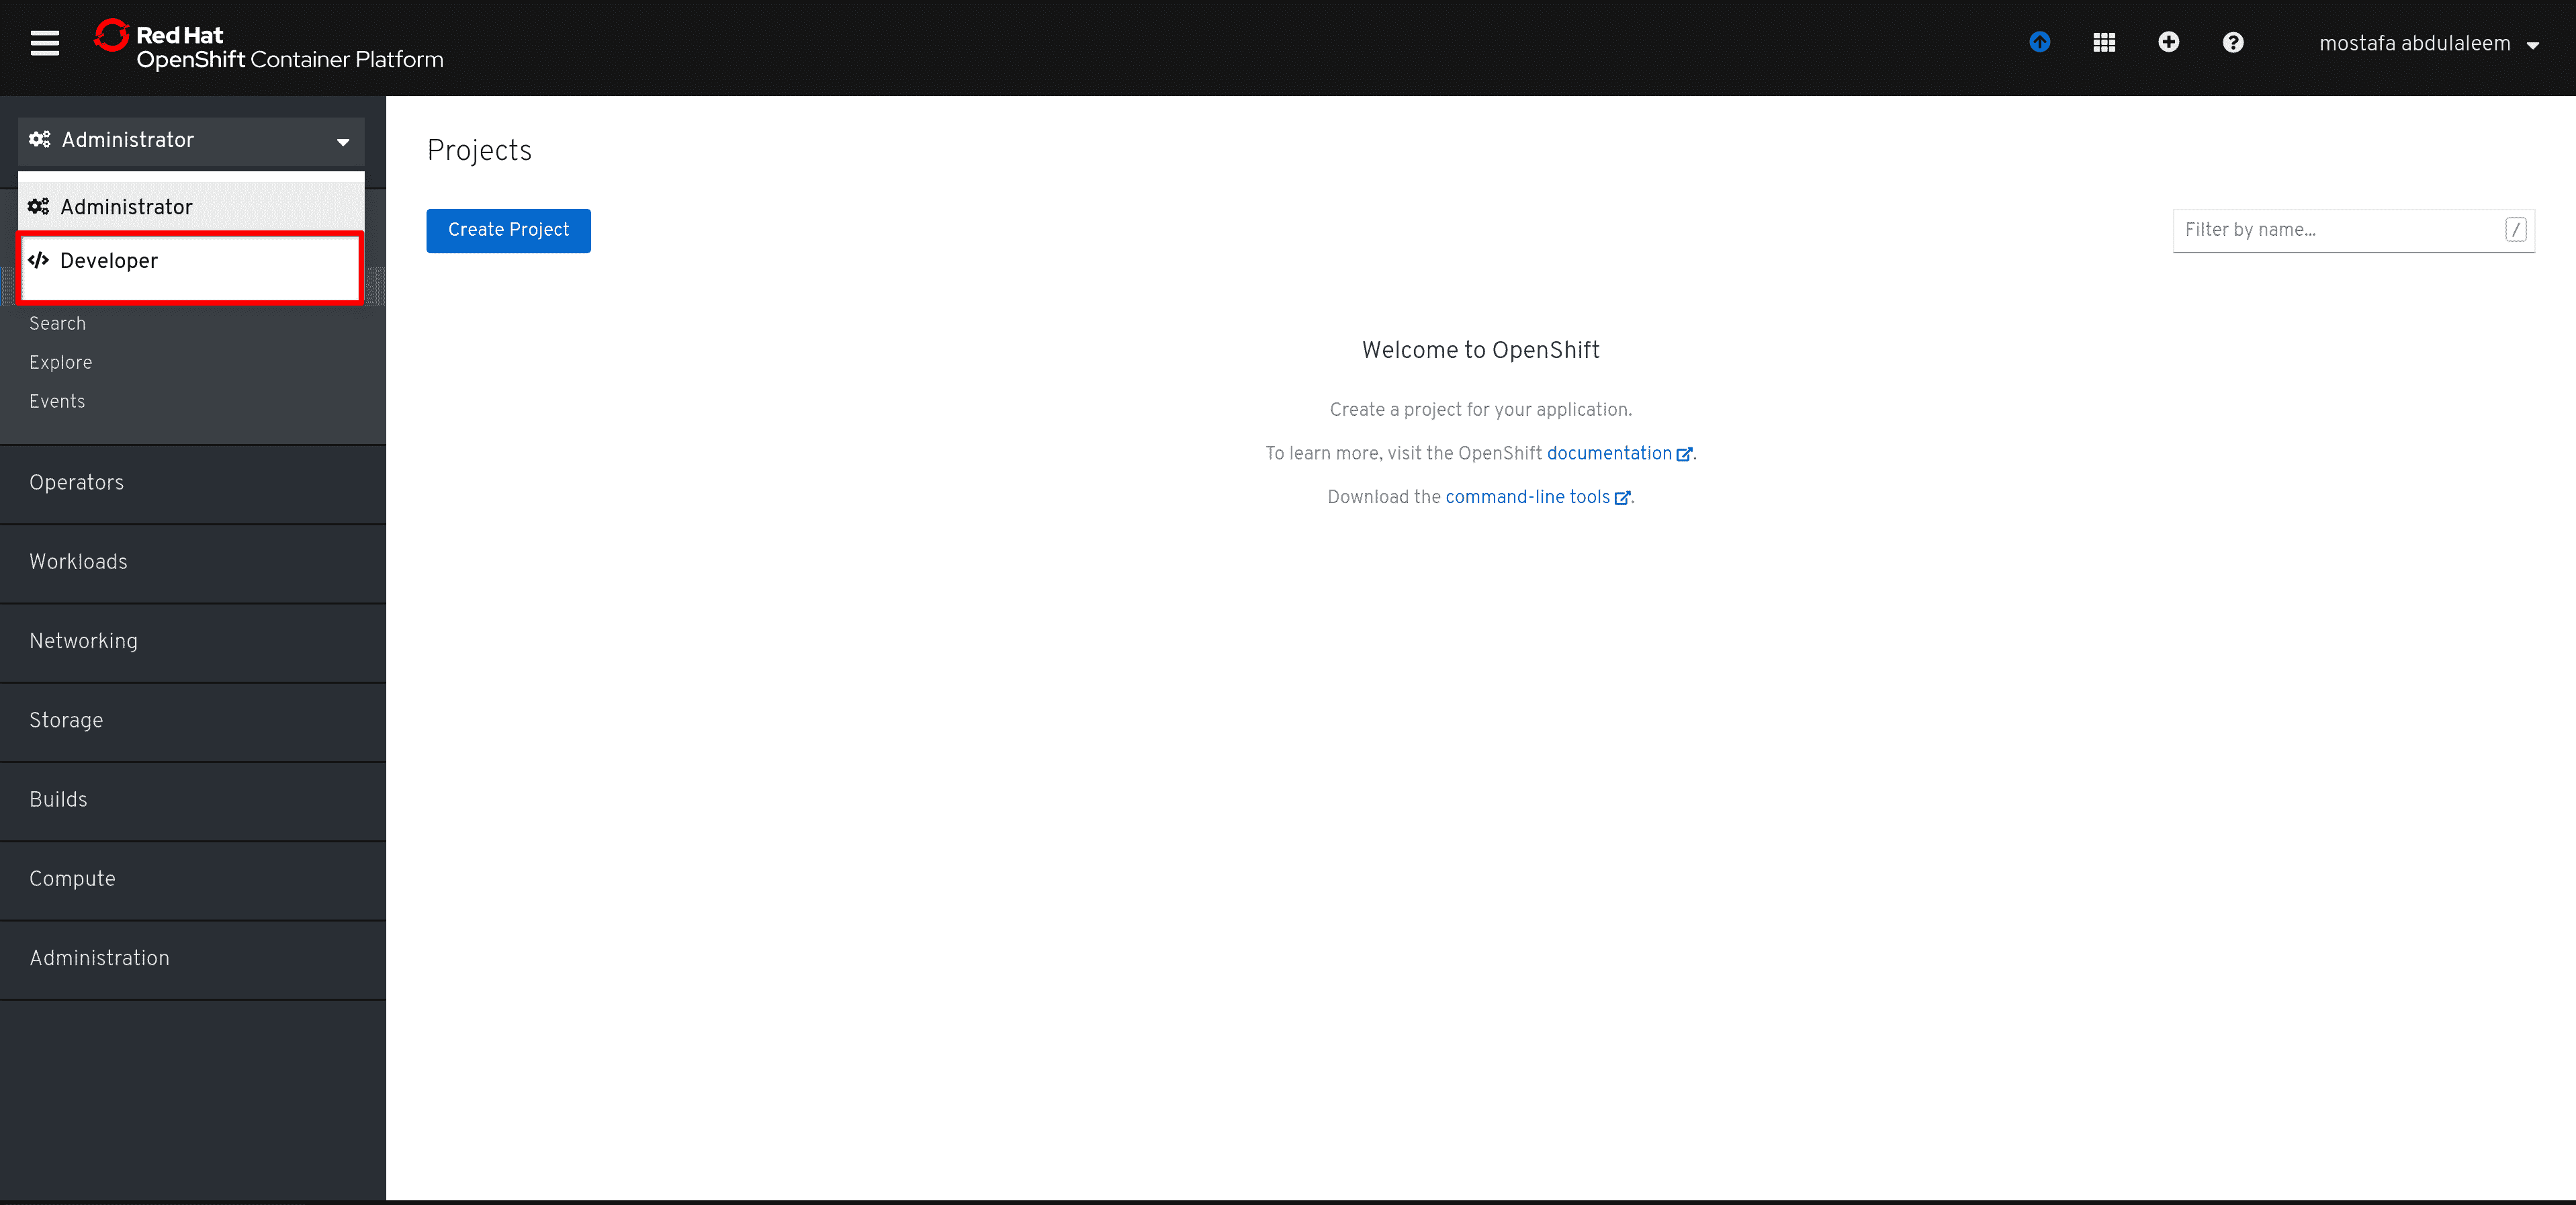 Red Hat
OpenShift Container Platform
mostafa abdulaleem
Administrator
Administrator
</> Developer
Search
Explore
Events
Operators
Workloads
Networking
Storage
Builds
Compute
Administration
Projects
Create Project
Filter by name...
/
Welcome to OpenShift
Create a project for your application.
To learn more, visit the OpenShift documentation.
Download the command-line tools.